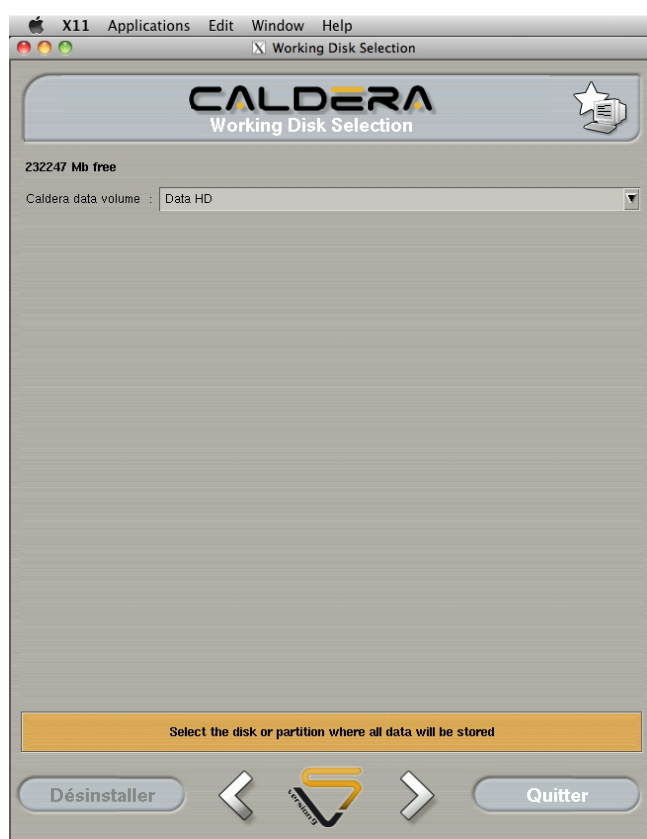 X11 Applications Edit Window Help
X Working Disk Selection
CALDERA
Working Disk Selection
232247 Mb free
Caldera data volume : Data HD
Select the disk or partition where all data will be stored
Désinstaller
version9
Quitter